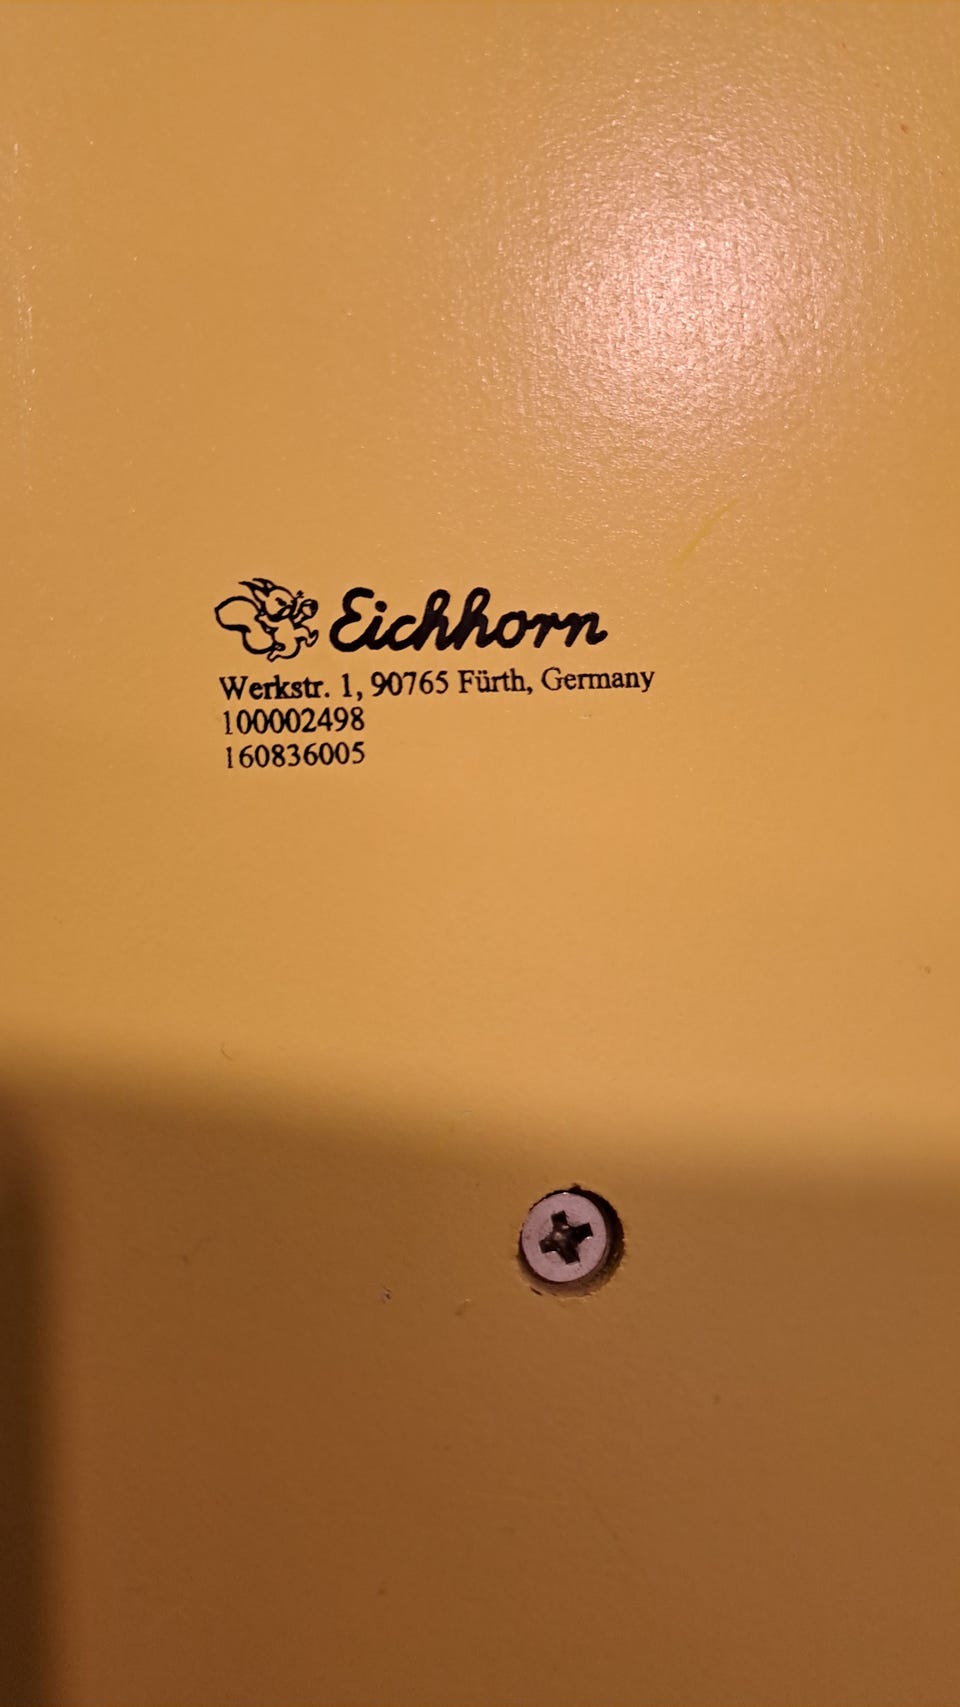 Eichhorn
Werkstr. 1, 90765 Fürth, Germany
100002498
160836005